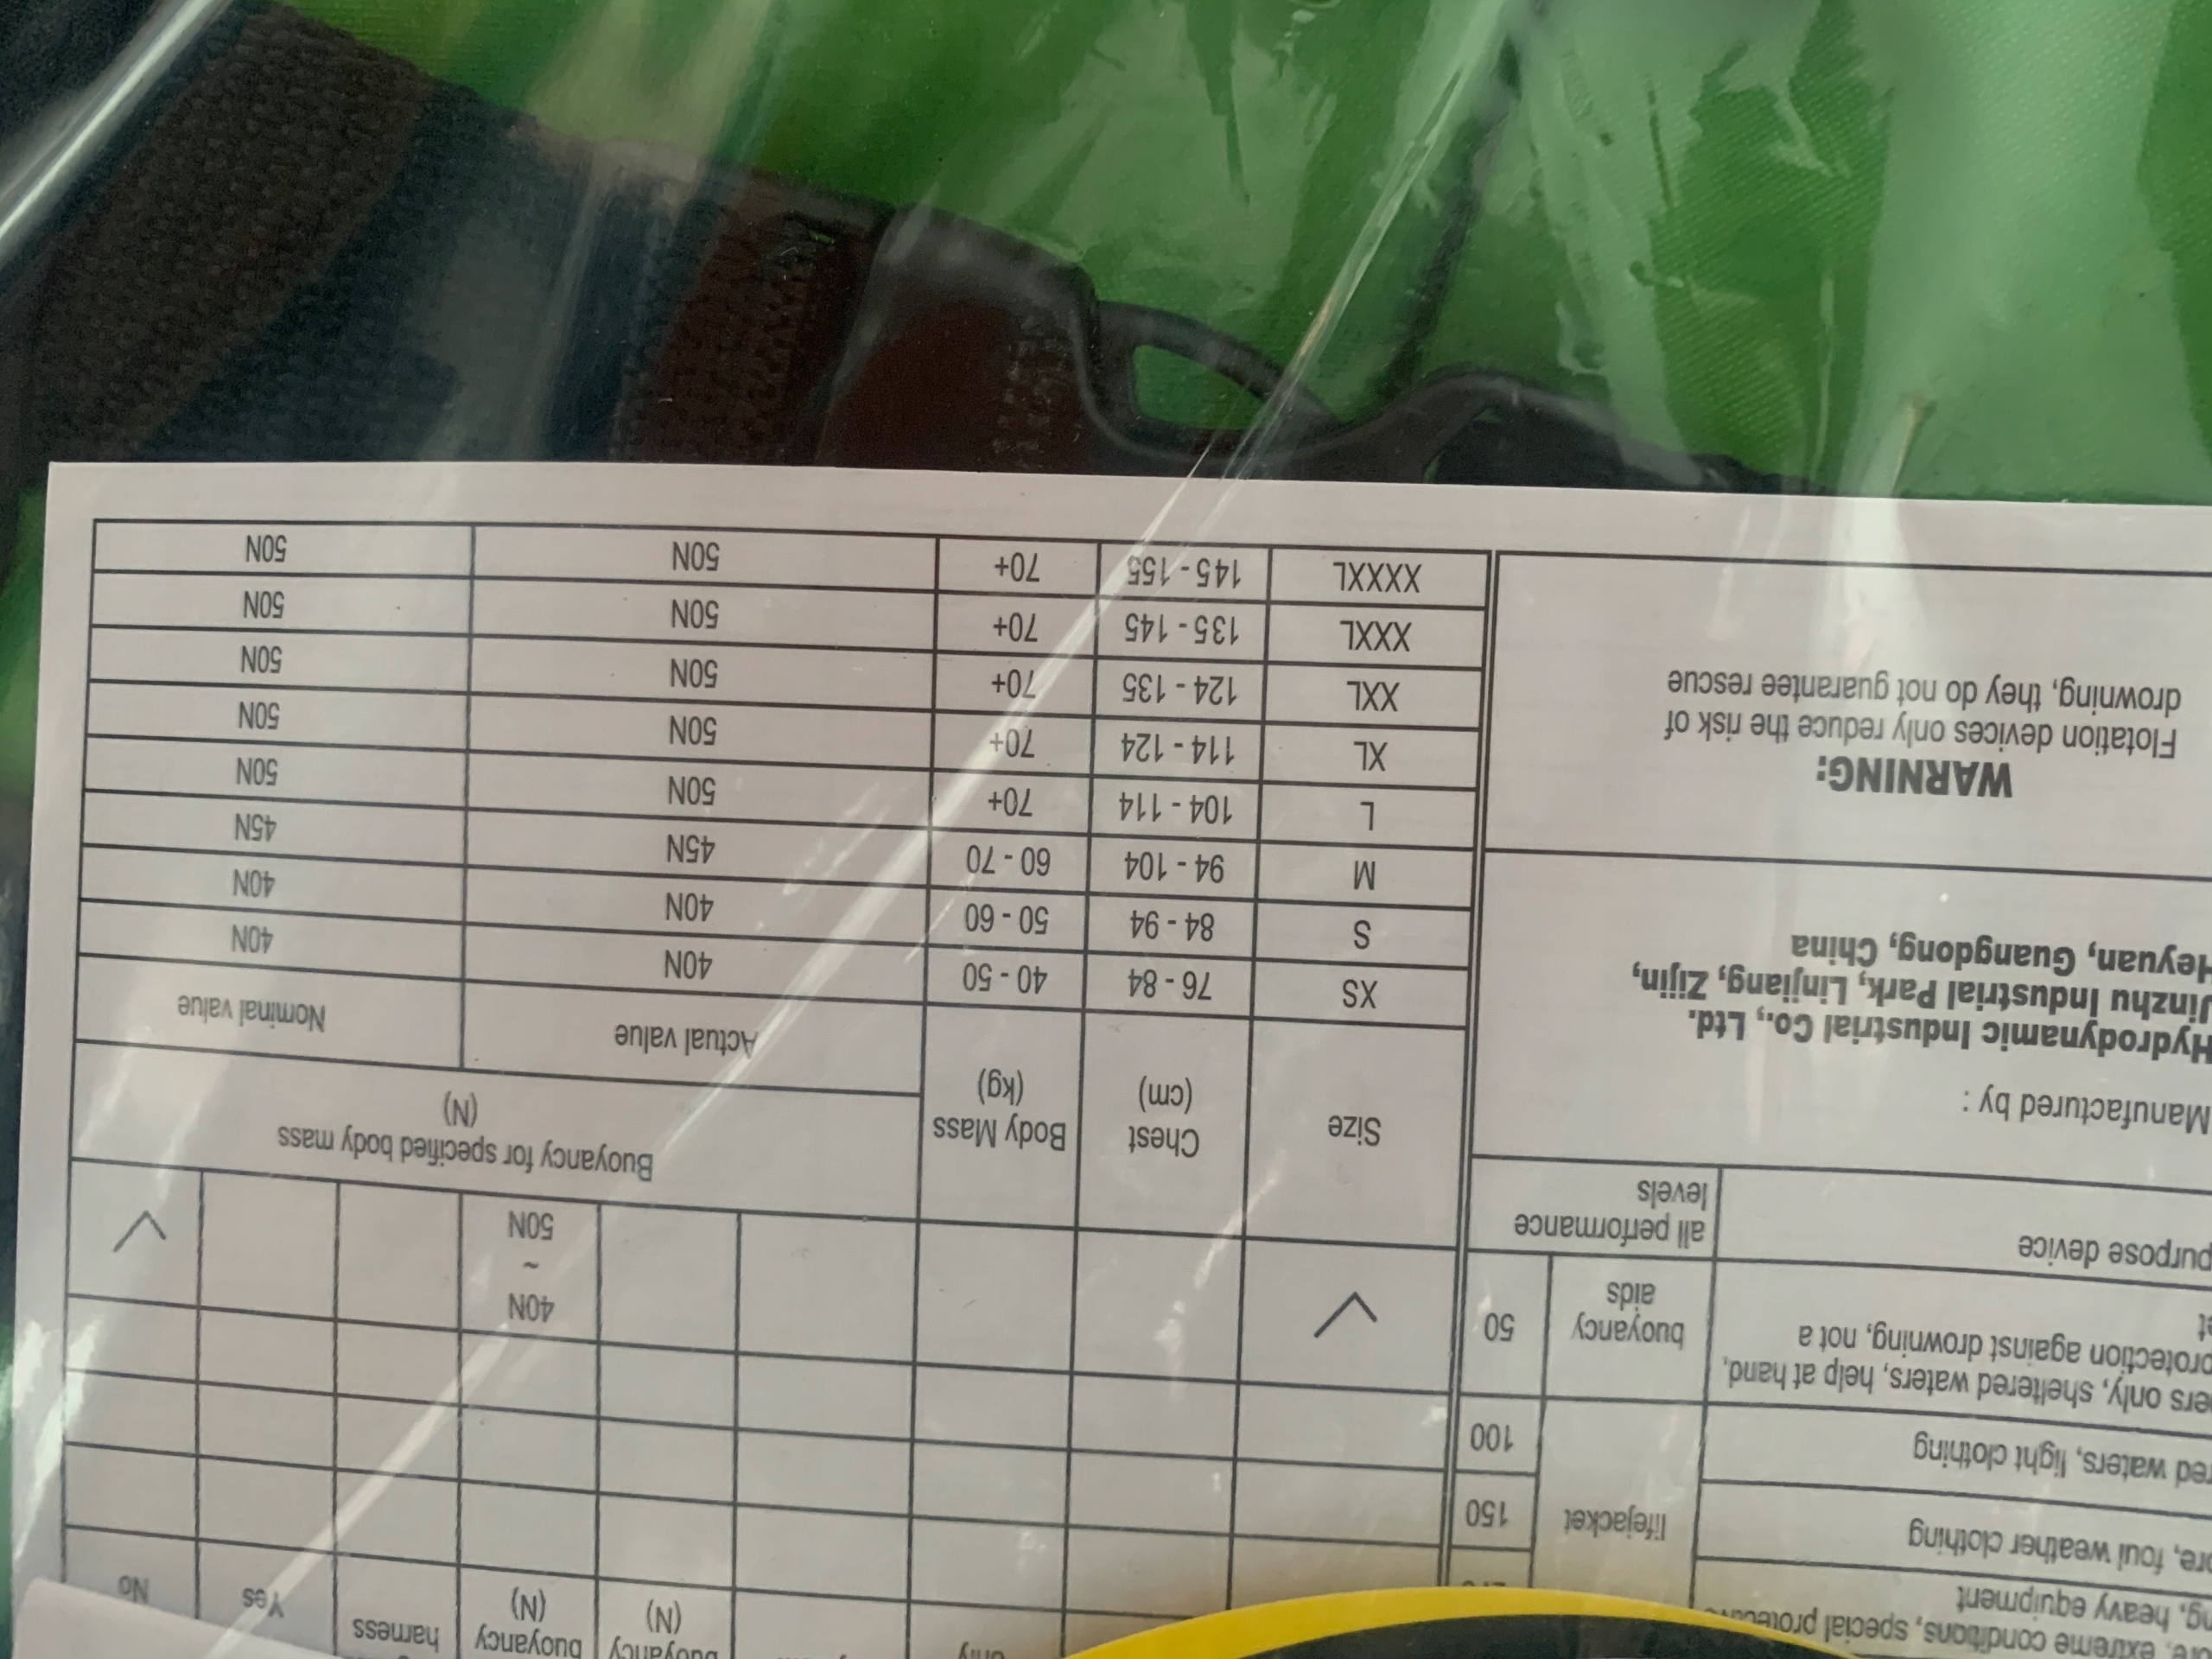 extreme conditions, special
heavy equipment
foul weather clothing
lifejacket
150
waters, light clothing
100
only, sheltered waters, help at hand,
protection against drowning, not a
buoyancy
aids
50
purpose device
all performance
levels
Manufactured by :
Hydrodynamic Industrial Co., Ltd.
Jinzhu Industrial Park, Linjiang, Zijin,
Heyuan, Guangdong, China
WARNING:
Flotation devices only reduce the risk of
drowning, they do not guarantee rescue
only
buoyancy
(N)
buoyancy
(N)
harness
Yes
No
40N
~
50N
Size
Chest
(cm)
Body Mass
(kg)
Buoyancy for specified body mass
(N)
Actual value
Nominal value
XS 76 - 84 40 - 50 40N 40N
S 84 - 94 50 - 60 40N 40N
M 94 - 104 60 - 70 45N 45N
L 104 - 114 70+ 50N 50N
XL 114 - 124 70+ 50N 50N
XXL 124 - 135 70+ 50N 50N
XXXL 135 - 145 70+ 50N 50N
XXXXL 145 - 155 70+ 50N 50N